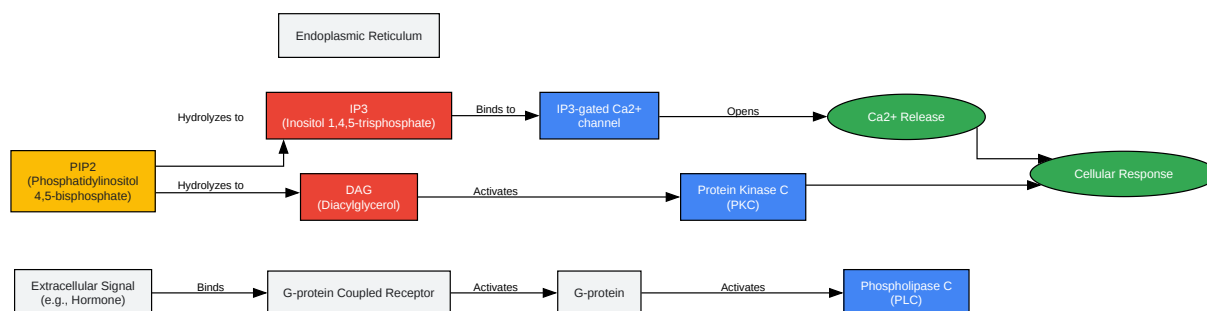 Endoplasmic Reticulum
Hydrolyzes to
IP3
(Inositol 1,4,5-trisphosphate)
Binds to
IP3-gated Ca2+
channel
Opens
Ca2+ Release
PIP2
(Phosphatidylinositol
4,5-bisphosphate)
Hydrolyzes to
DAG
(Diacylglycerol)
Activates
Protein Kinase C
(PKC)
Cellular Response
Extracellular Signal
(e.g., Hormone)
Binds
G-protein Coupled Receptor
Activates
G-protein
Activates
Phospholipase C
(PLC)